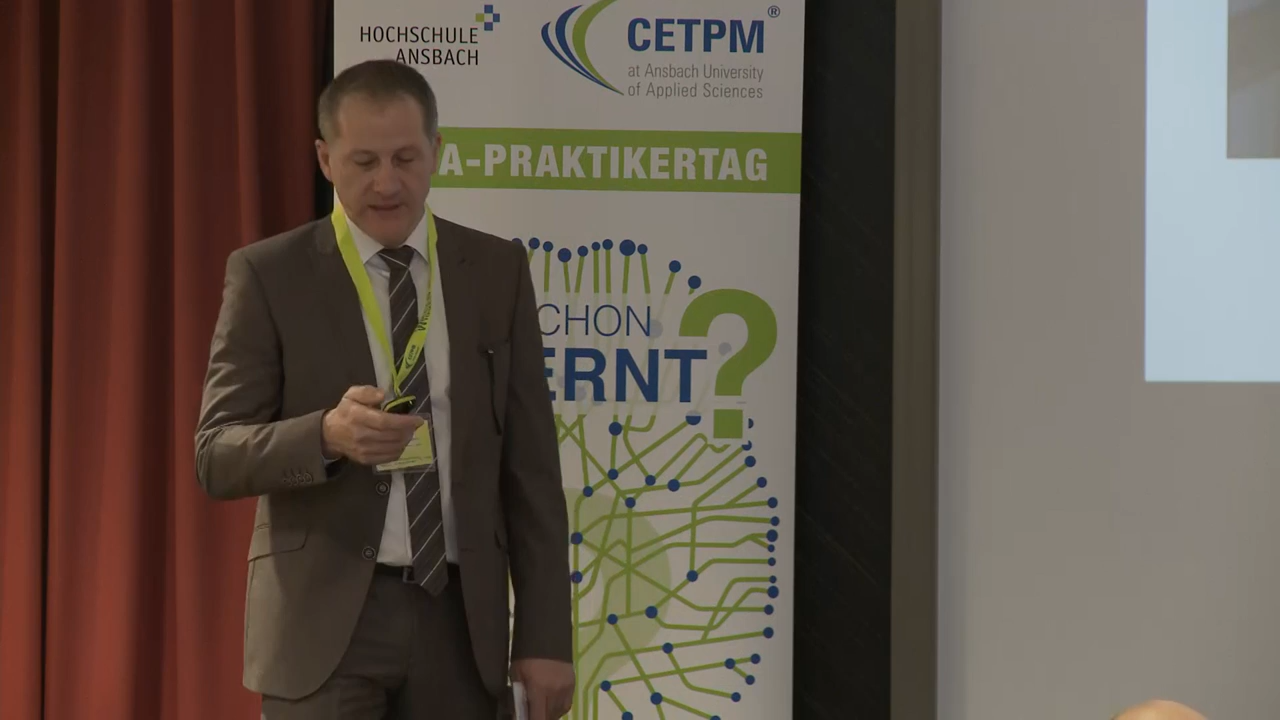 HOCHSCHULE
ANSBACH
CETPM®
at Ansbach University
of Applied Sciences
A-PRAKTIKERTAG
CHON
ERNT?